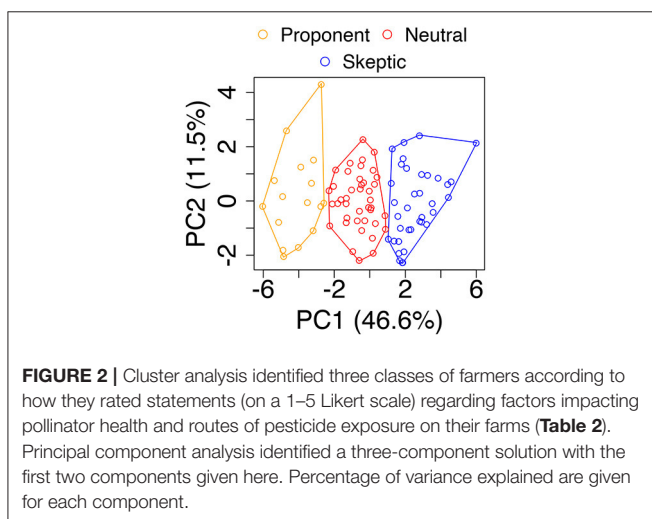 Proponent Neutral
Skeptic
4
2
0
-2
PC2 (11.5%)
-6 -2 2 6
PC1 (46.6%)
FIGURE 2 | Cluster analysis identified three classes of farmers according to
how they rated statements (on a 1–5 Likert scale) regarding factors impacting
pollinator health and routes of pesticide exposure on their farms (Table 2).
Principal component analysis identified a three-component solution with the
first two components given here. Percentage of variance explained are given
for each component.